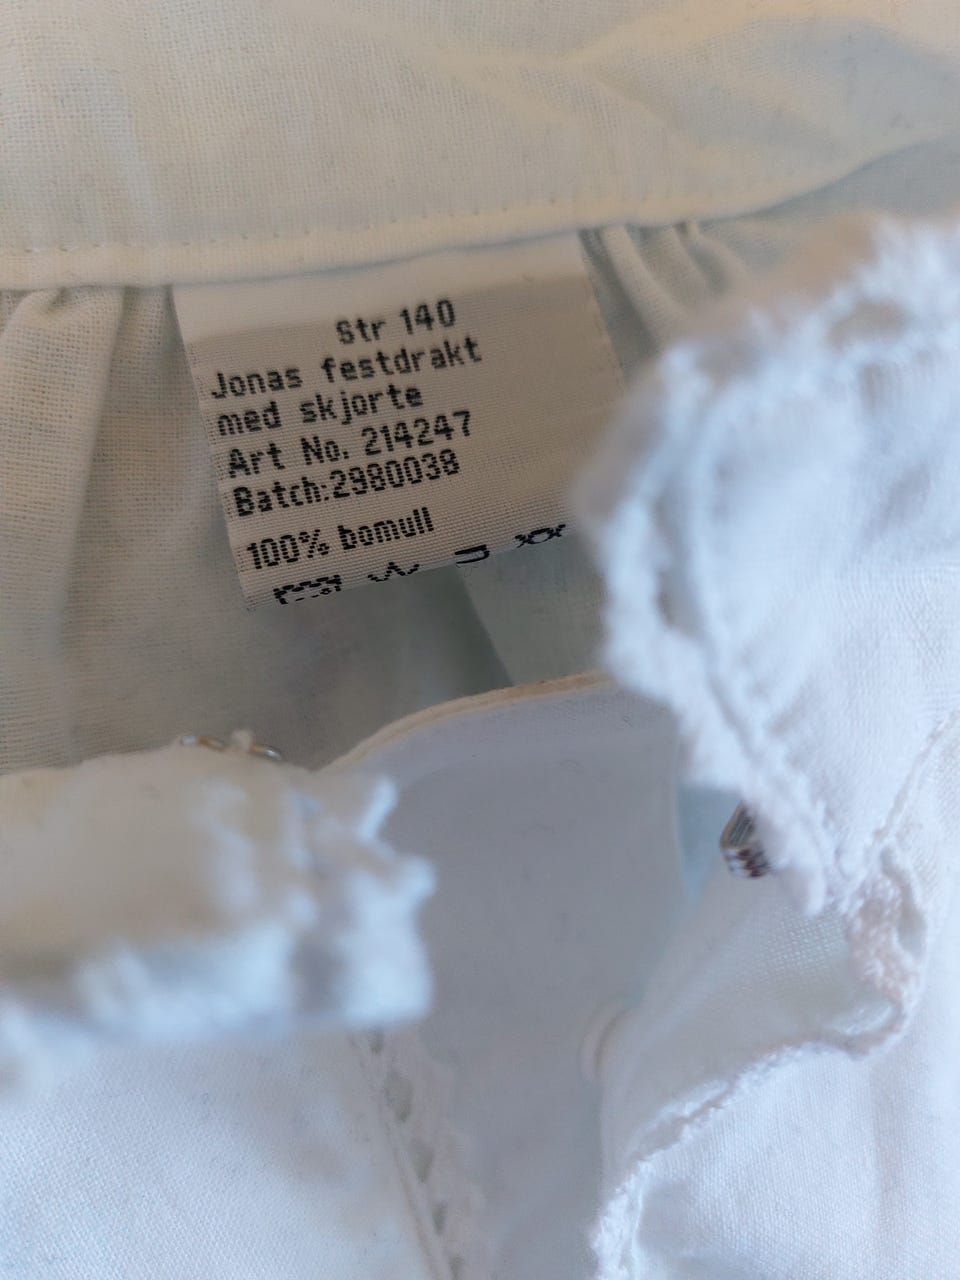 Str 140
Jonas festdrakt
med skjorte
Art No. 214247
Batch:2980038
100% bomull